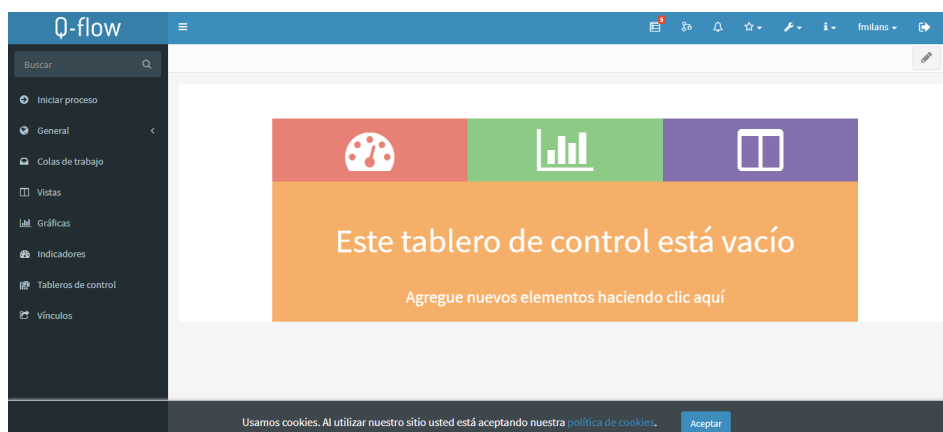 Q-flow
5
fmilans
Buscar
Iniciar proceso
General
Colas de trabajo
Vistas
Gráficas
Indicadores
Tableros de control
Vínculos
Este tablero de control está vacío
Agregue nuevos elementos haciendo clic aquí
Usamos cookies. Al utilizar nuestro sitio usted está aceptando nuestra política de cookies. Aceptar